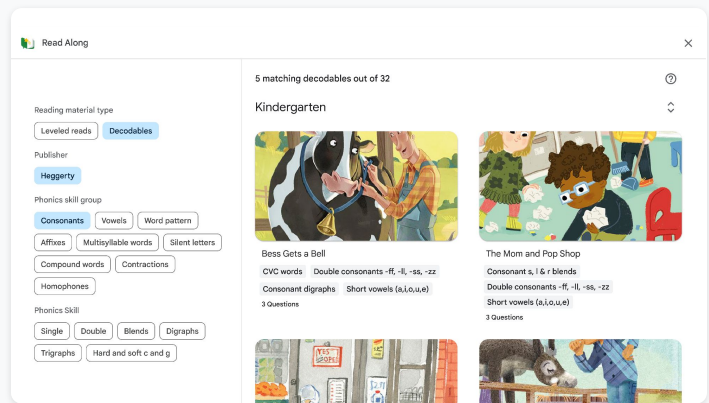 Read Along
Reading material type
Leveled reads Decodables
Publisher
Heggerty
Phonics skill group
Consonants Vowels Word pattern
Affixes Multisyllable words Silent letters
Compound words Contractions
Homophones
Phonics Skill
Single Double Blends Digraphs
Trigraphs Hard and soft c and g
5 matching decodables out of 32
Kindergarten
Bess Gets a Bell
CVC words Double consonants -ff, -ll, -ss, -zz
Consonant digraphs Short vowels (a,i,o,u,e)
3 Questions
The Mom and Pop Shop
Consonant s, l & r blends
Double consonants -ff, -ll, -ss, -zz
Short vowels (a,i,o,u,e)
3 Questions
YES